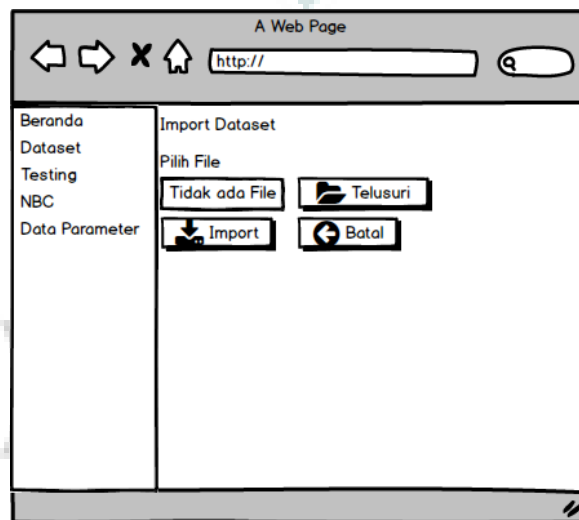 A Web Page
http://
Beranda
Dataset
Testing
NBC
Data Parameter
Import Dataset
Pilih File
Tidak ada File
Telusuri
Import
Batal